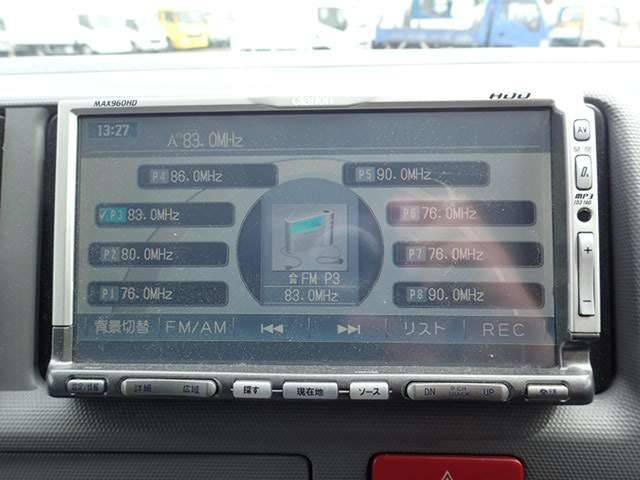 MAX960HD
HDD
13:27
A 83.0MHz
P4 86.0MHz
P5 90.0MHz
✓P3 83.0MHz
P6 76.0MHz
P2 80.0MHz
P7 76.0MHz
P1 76.0MHz
P8 90.0MHz
FM P3
83.0MHz
背景切替 FM/AM リスト REC
AV
MP3
+
−
詳細 広域 探す 現在地 ソース DN UP